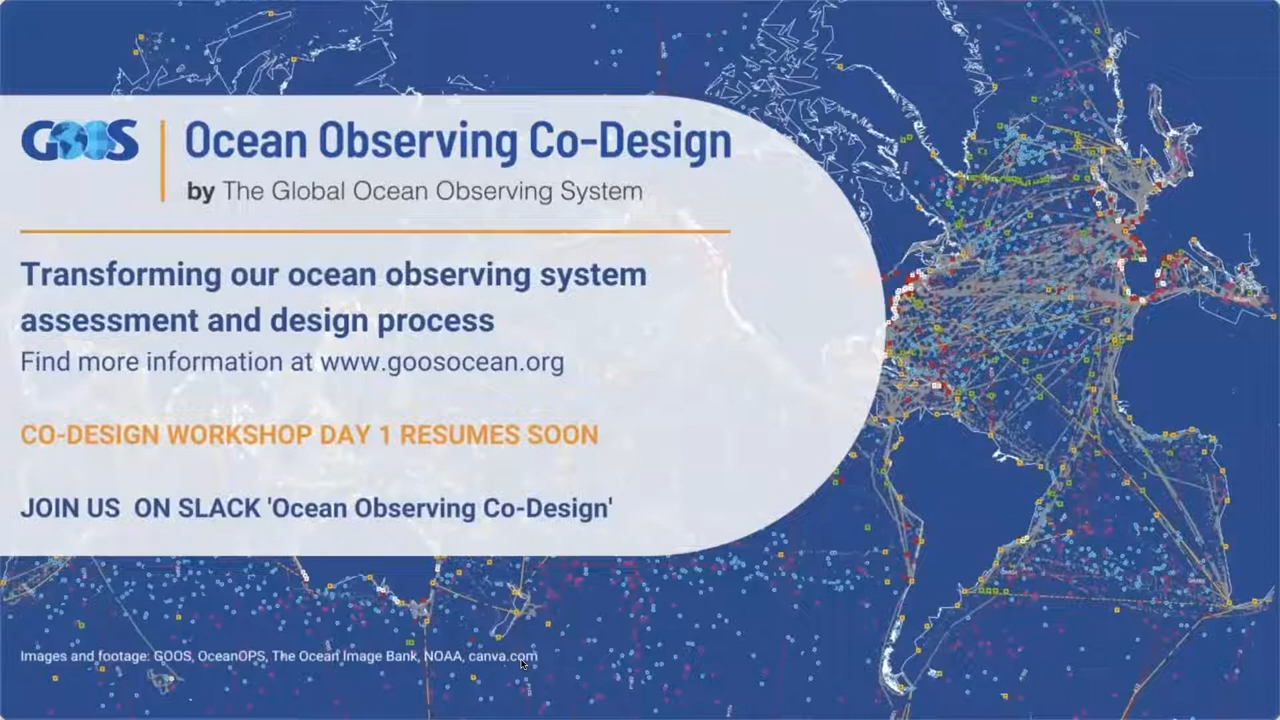 GOOS
Ocean Observing Co-Design
by The Global Ocean Observing System
Transforming our ocean observing system
assessment and design process
Find more information at www.goosocean.org
CO-DESIGN WORKSHOP DAY 1 RESUMES SOON
JOIN US  ON SLACK 'Ocean Observing Co-Design'
Images and footage: GOOS, OceanOPS, The Ocean Image Bank, NOAA, canva.com